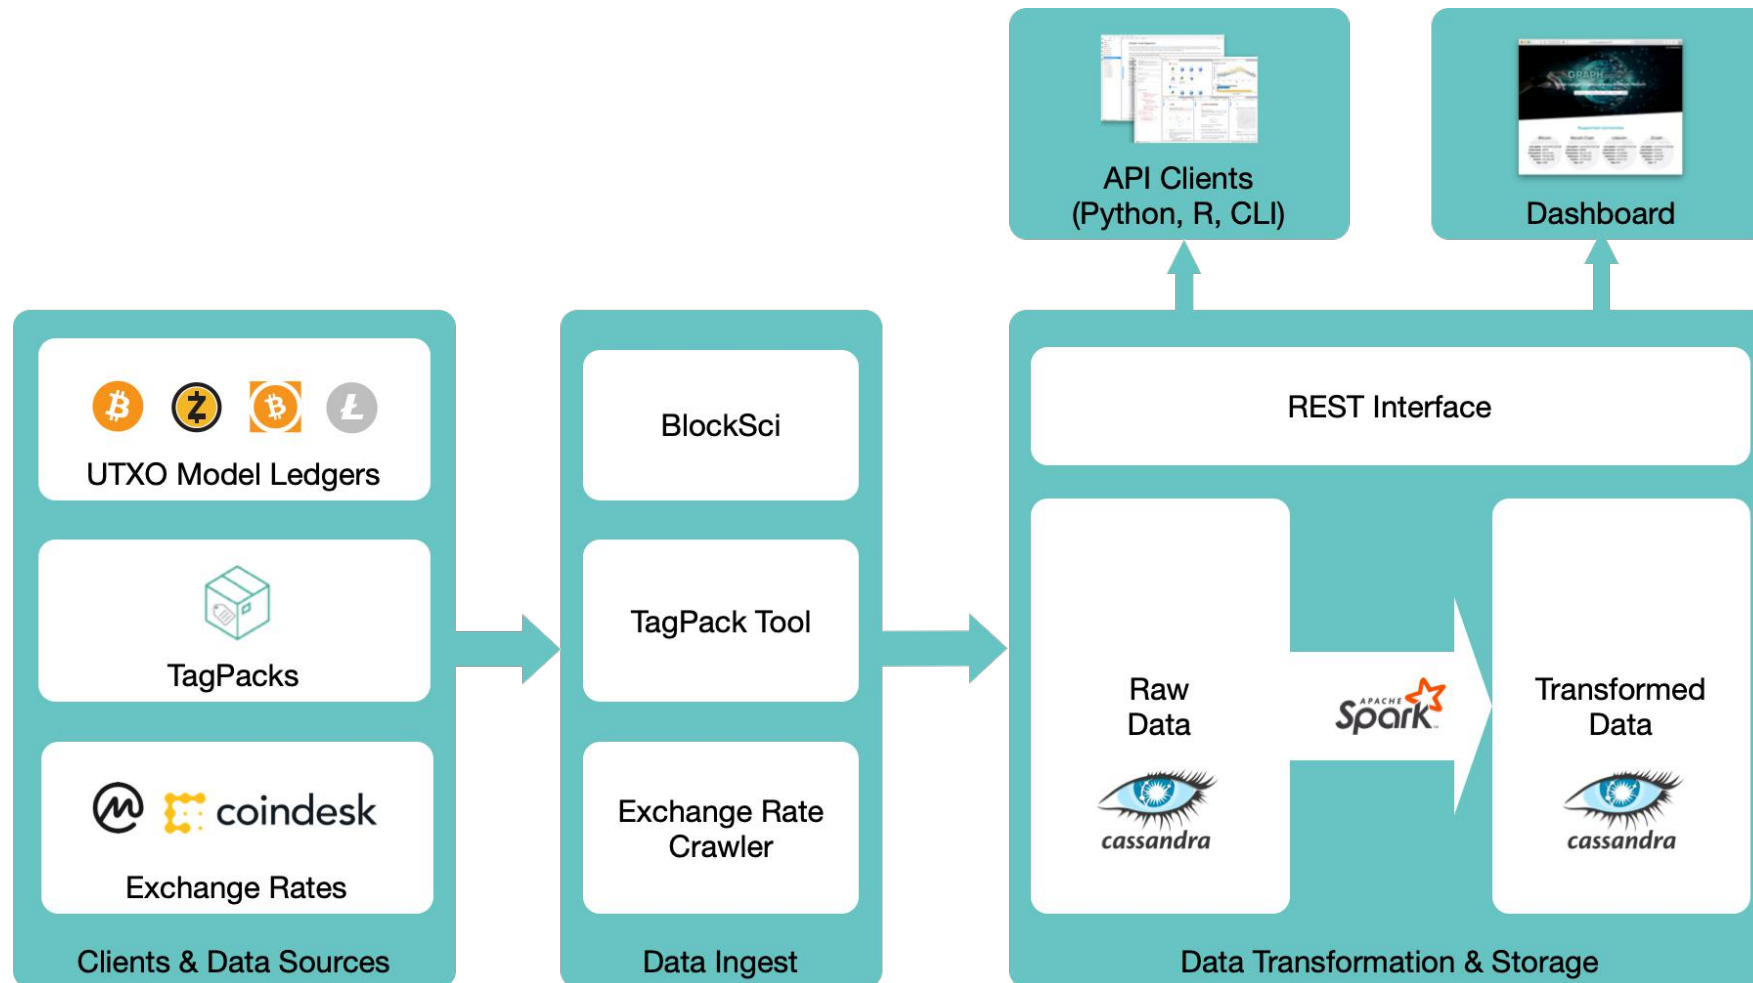 API Clients
(Python, R, CLI)
GRAPH
Dashboard
UTXO Model Ledgers
TagPacks
coindesk
Exchange Rates
Clients & Data Sources
BlockSci
TagPack Tool
Exchange Rate
Crawler
Data Ingest
REST Interface
Raw
Data
cassandra
APACHE
Spark
Transformed
Data
cassandra
Data Transformation & Storage